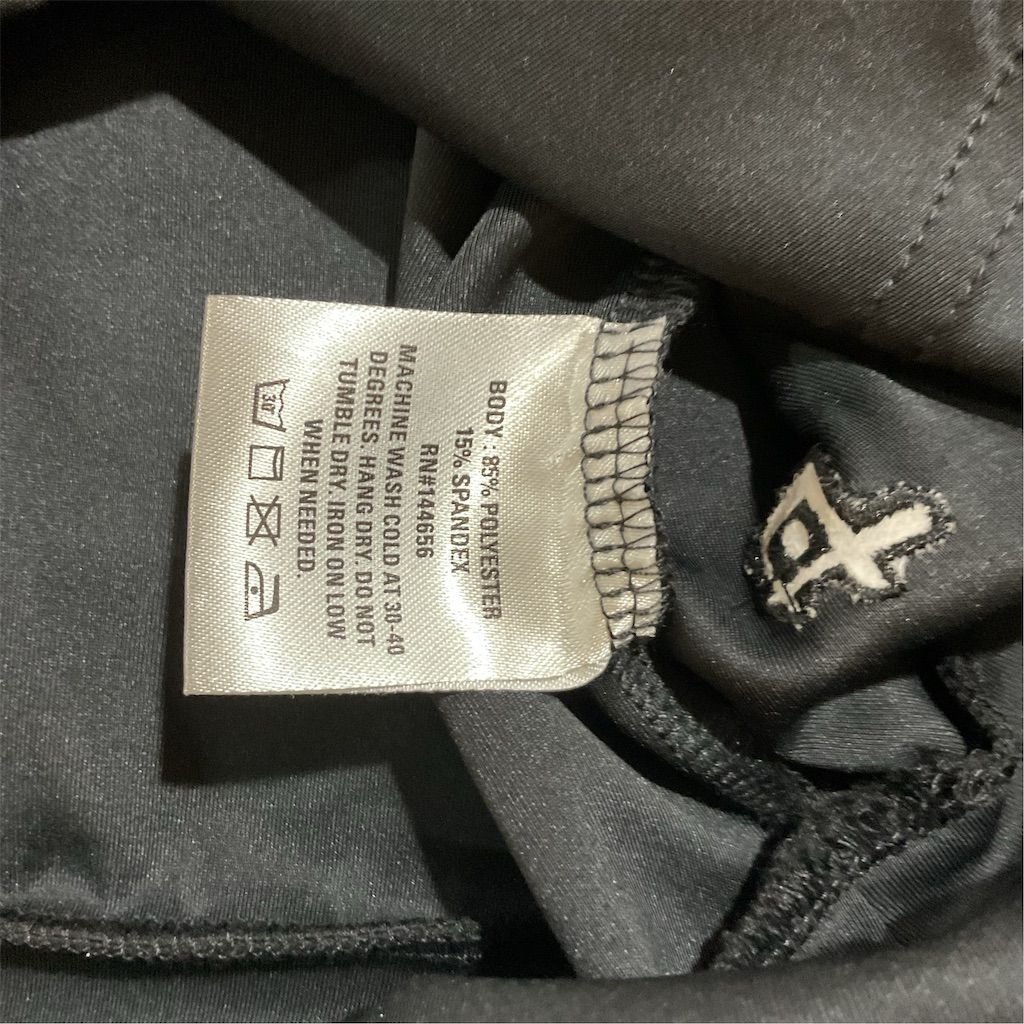 BODY : 85% POLYESTER
15% SPANDEX
RN#144656
MACHINE WASH COLD AT 30-40
DEGREES. HANG DRY. DO NOT
TUMBLE DRY. IRON ON LOW
WHEN NEEDED.
30°